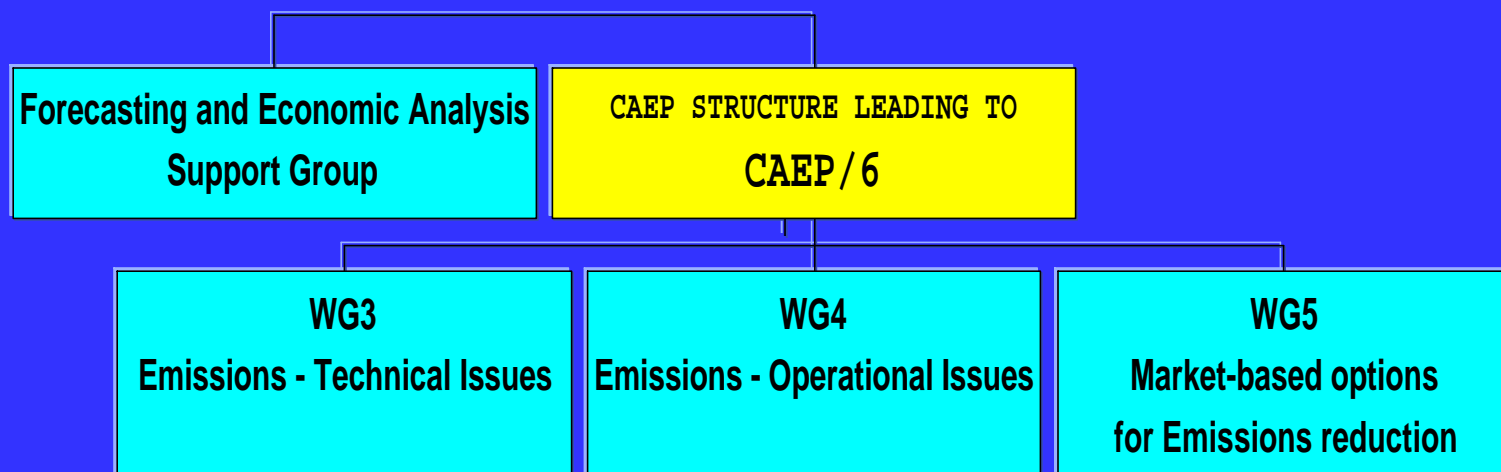 Forecasting and Economic Analysis
Support Group
CAEP STRUCTURE LEADING TO
CAEP/6
WG3
Emissions - Technical Issues
WG4
Emissions - Operational Issues
WG5
Market-based options
for Emissions reduction